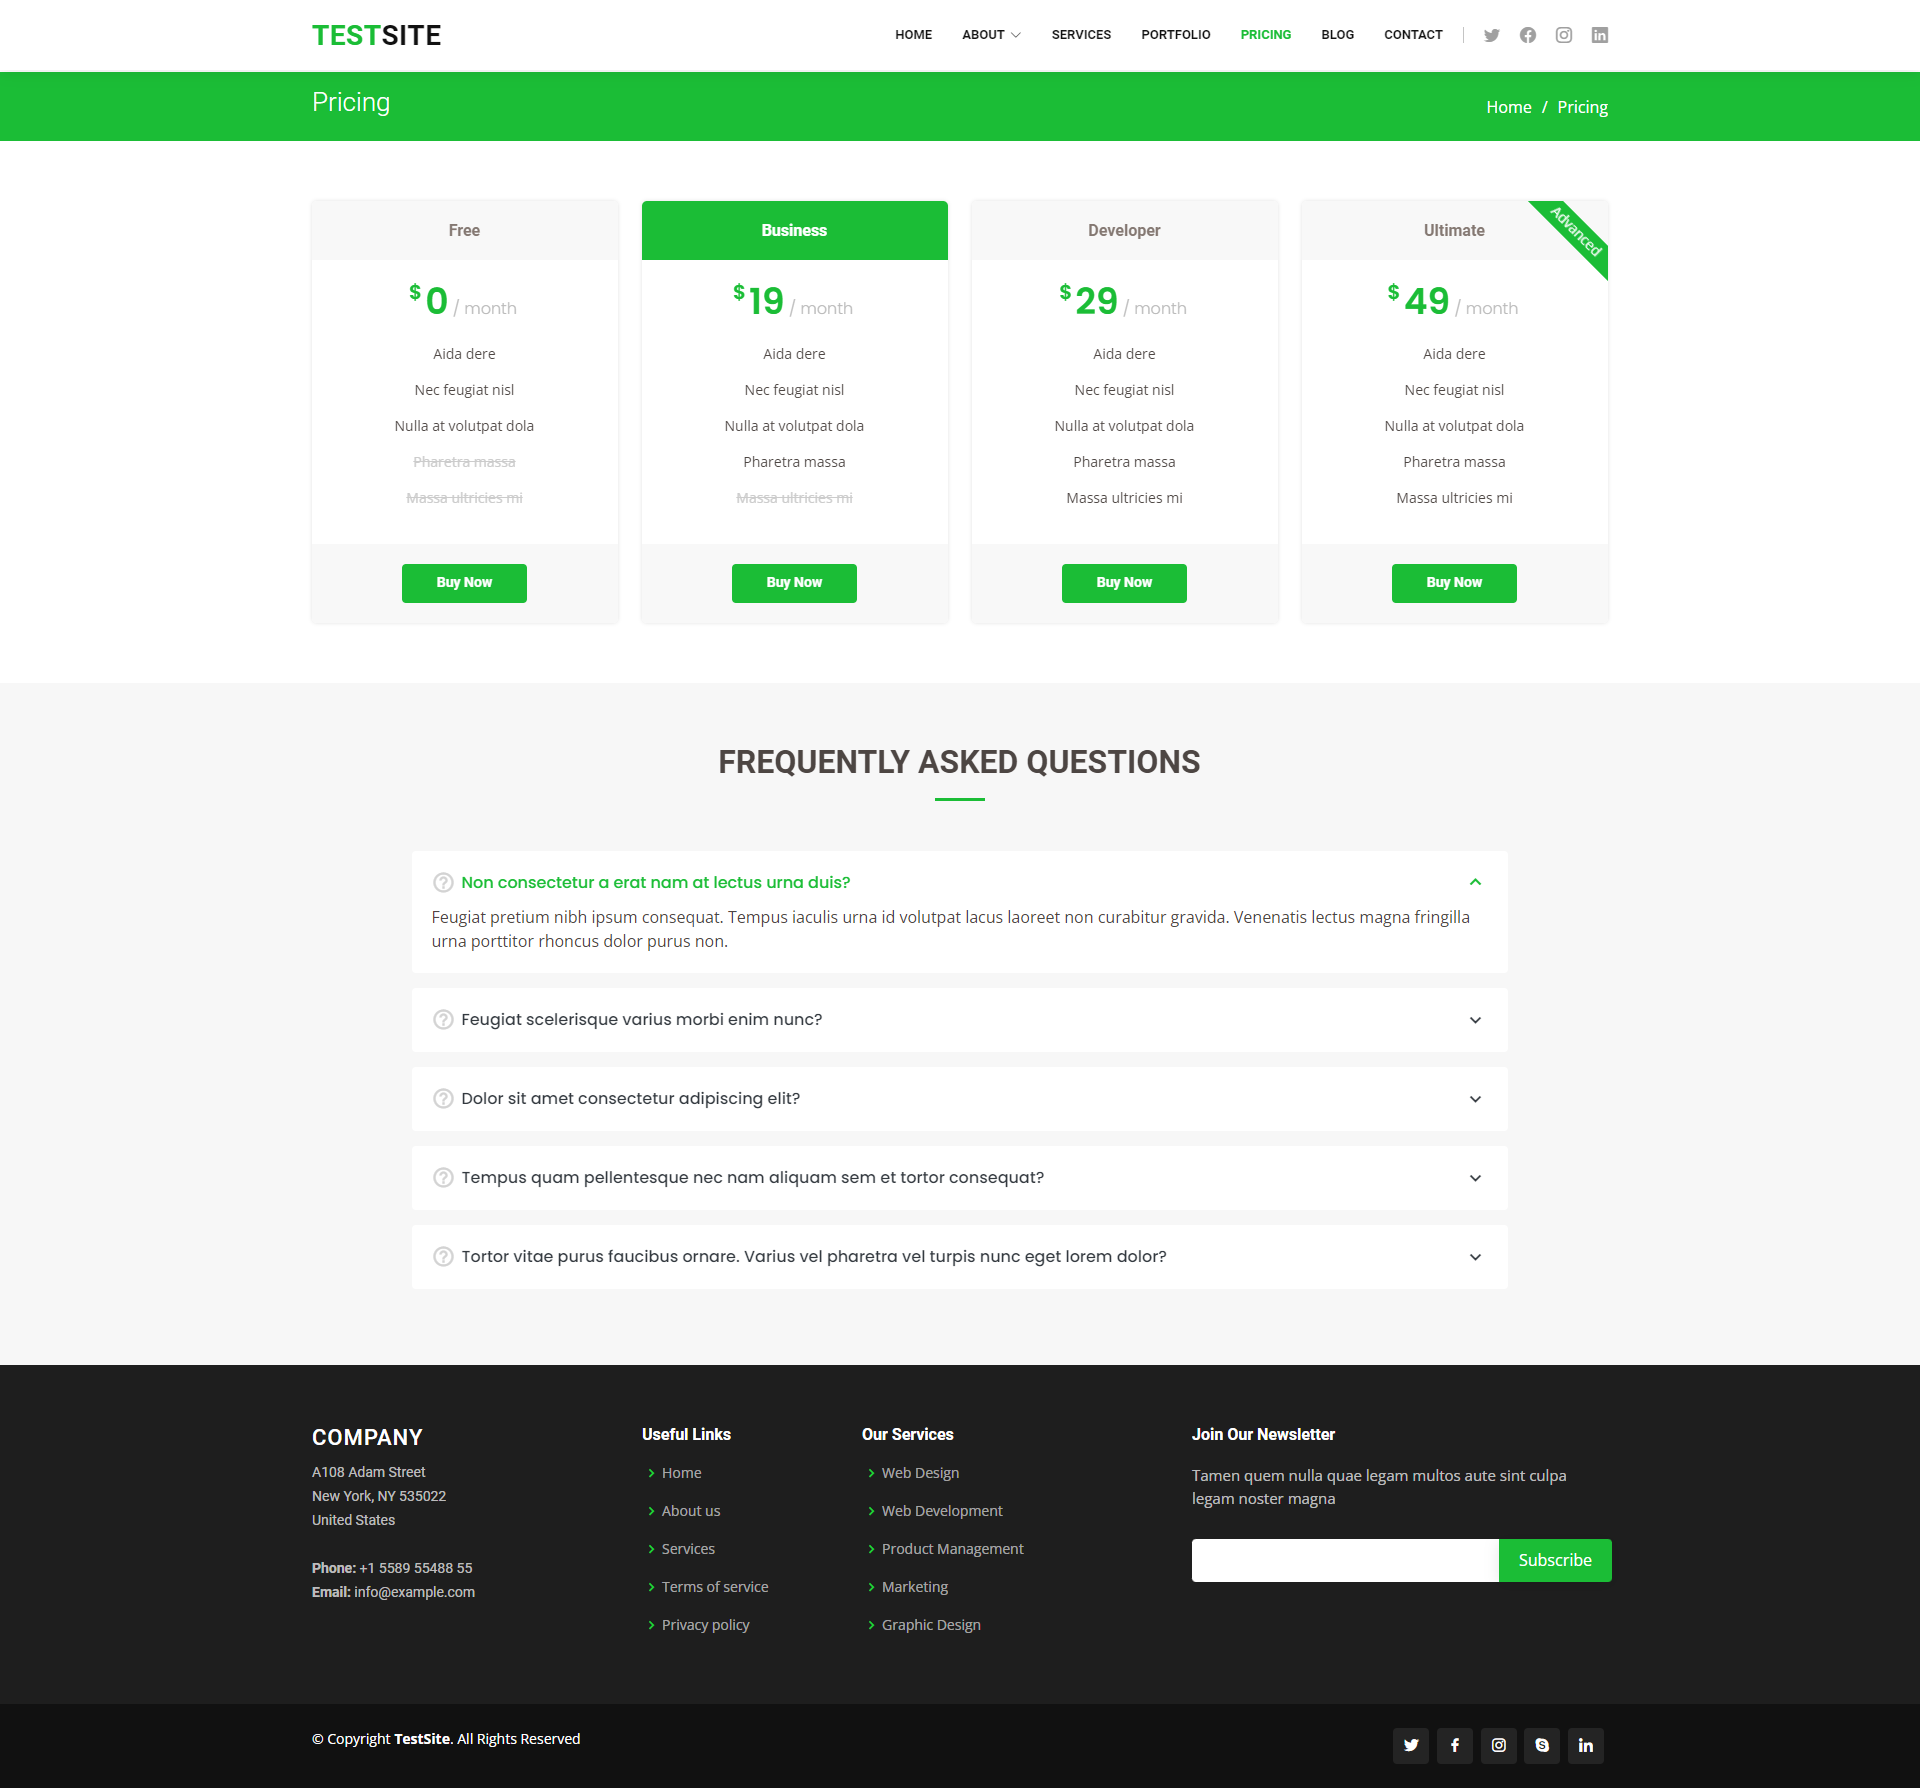 TESTSITE
HOME ABOUT SERVICES PORTFOLIO PRICING BLOG CONTACT
Pricing
Home / Pricing
Free
$0 / month
Aida dere
Nec feugiat nisl
Nulla at volutpat dola
Pharetra massa
Massa ultricies mi
Buy Now
Business
$19 / month
Aida dere
Nec feugiat nisl
Nulla at volutpat dola
Pharetra massa
Massa ultricies mi
Buy Now
Developer
$29 / month
Aida dere
Nec feugiat nisl
Nulla at volutpat dola
Pharetra massa
Massa ultricies mi
Buy Now
Advanced
Ultimate
$49 / month
Aida dere
Nec feugiat nisl
Nulla at volutpat dola
Pharetra massa
Massa ultricies mi
Buy Now
FREQUENTLY ASKED QUESTIONS
Non consectetur a erat nam at lectus urna duis?
Feugiat pretium nibh ipsum consequat. Tempus iaculis urna id volutpat lacus laoreet non curabitur gravida. Venenatis lectus magna fringilla
urna porttitor rhoncus dolor purus non.
Feugiat scelerisque varius morbi enim nunc?
Dolor sit amet consectetur adipiscing elit?
Tempus quam pellentesque nec nam aliquam sem et tortor consequat?
Tortor vitae purus faucibus ornare. Varius vel pharetra vel turpis nunc eget lorem dolor?
COMPANY
A108 Adam Street
New York, NY 535022
United States
Phone: +1 5589 55488 55
Email: info@example.com
Useful Links
Home
About us
Services
Terms of service
Privacy policy
Our Services
Web Design
Web Development
Product Management
Marketing
Graphic Design
Join Our Newsletter
Tamen quem nulla quae legam multos aute sint culpa
legam noster magna
Subscribe
© Copyright TestSite. All Rights Reserved